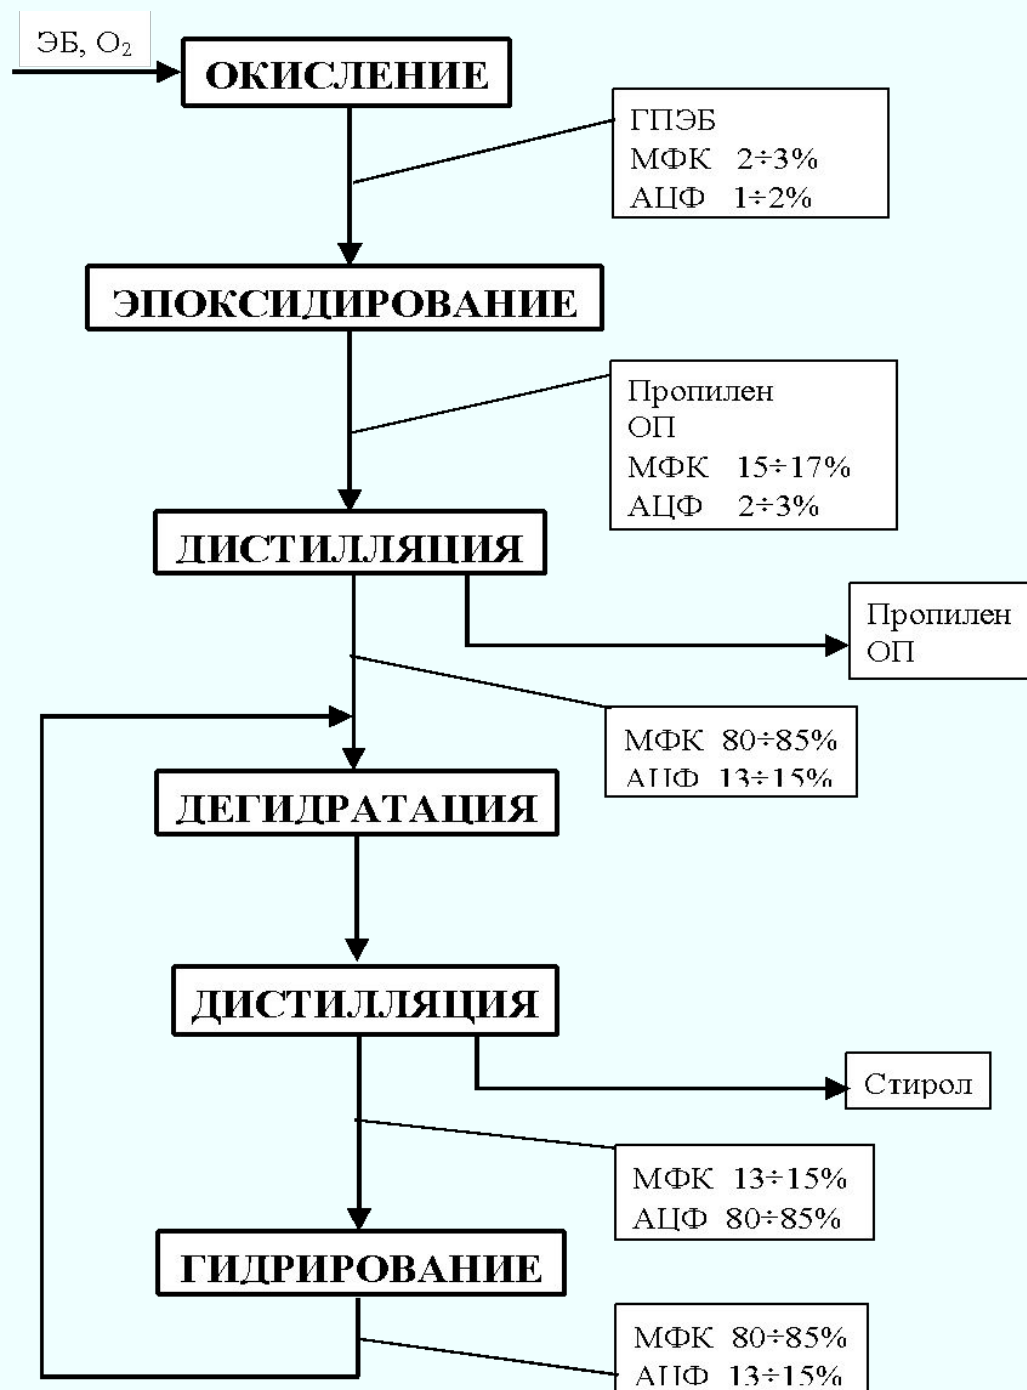 ЭБ, О₂
ОКИСЛЕНИЕ
ГПЭБ
МФК 2÷3%
АЦФ 1÷2%
ЭПОКСИДИРОВАНИЕ
Пропилен
ОП
МФК 15÷17%
АЦФ 2÷3%
ДИСТИЛЛЯЦИЯ
Пропилен
ОП
МФК 80÷85%
АЦФ 13÷15%
ДЕГИДРАТАЦИЯ
ДИСТИЛЛЯЦИЯ
Стирол
МФК 13÷15%
АЦФ 80÷85%
ГИДРИРОВАНИЕ
МФК 80÷85%
АЦФ 13÷15%